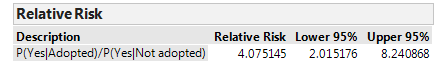 Relative Risk
Description Relative Risk Lower 95% Upper 95%
P(Yes|Adopted)/P(Yes|Not adopted) 4.075145 2.015176 8.240868